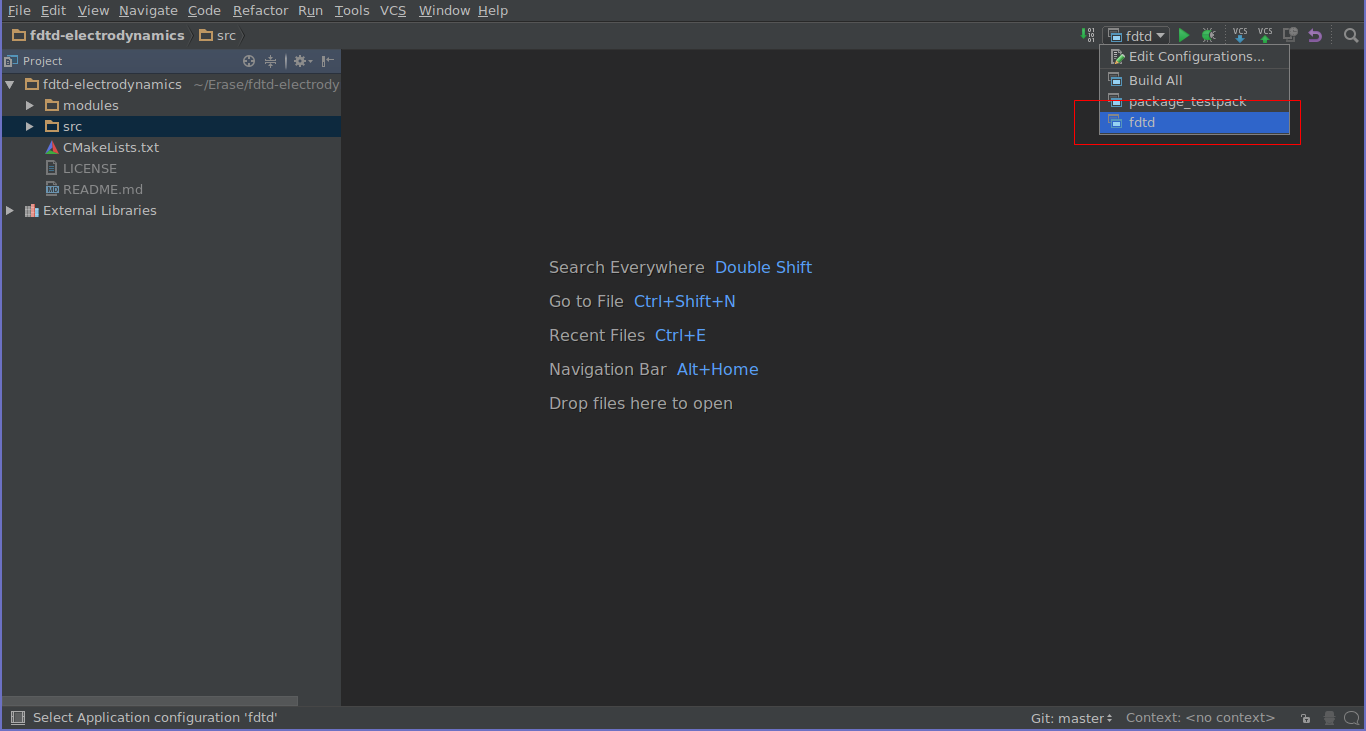 File Edit View Navigate Code Refactor Run Tools VCS Window Help
fdtd-electrodynamics src
fdtd
VCS VCS
Project
Edit Configurations...
Build All
package_testpack
fdtd
fdtd-electrodynamics ~/Erase/fdtd-electrody
modules
src
CMakeLists.txt
LICENSE
MD README.md
External Libraries
Search Everywhere Double Shift
Go to File Ctrl+Shift+N
Recent Files Ctrl+E
Navigation Bar Alt+Home
Drop files here to open
Select Application configuration 'fdtd'
Git: master Context: <no context>